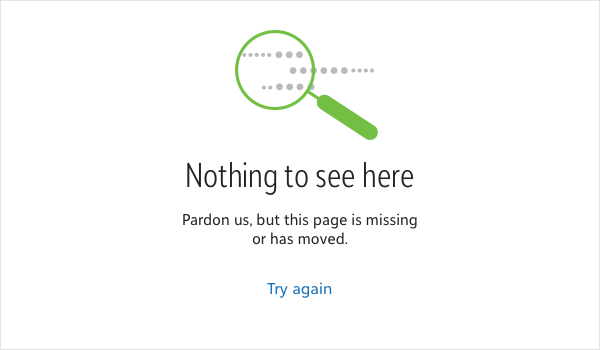 Nothing to see here
Pardon us, but this page is missing
or has moved.
Try again